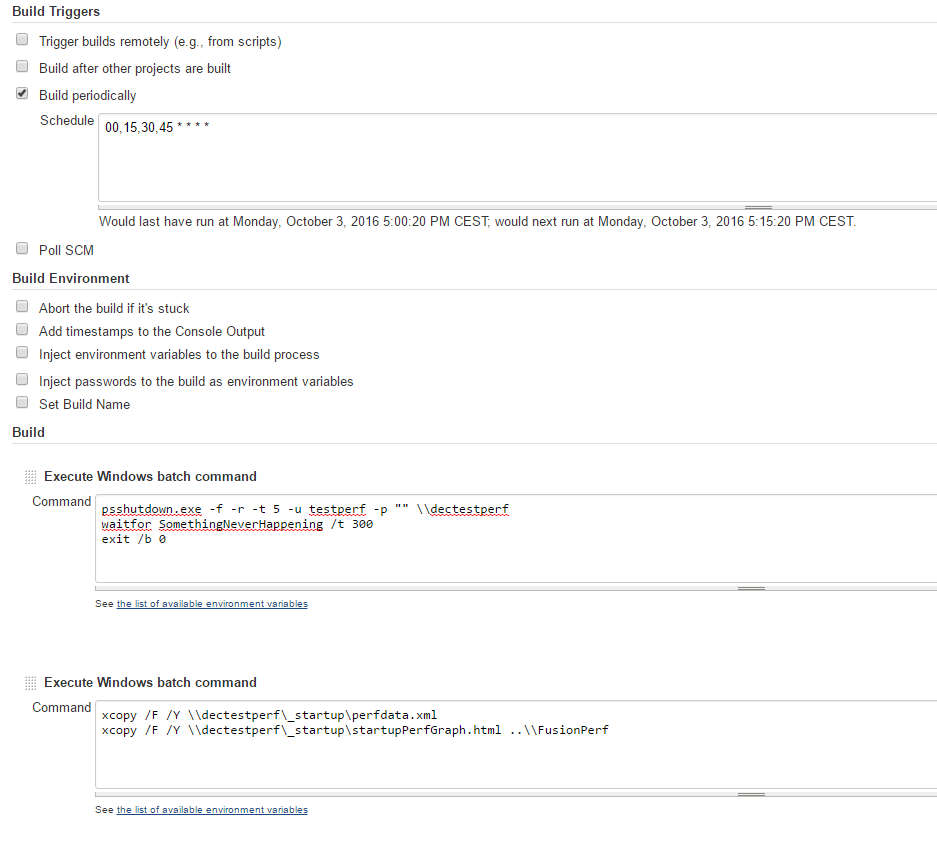 Build Triggers
Trigger builds remotely (e.g., from scripts)
Build after other projects are built
Build periodically
Schedule
00,15,30,45 * * * *
Would last have run at Monday, October 3, 2016 5:00:20 PM CEST; would next run at Monday, October 3, 2016 5:15:20 PM CEST.
Poll SCM
Build Environment
Abort the build if it's stuck
Add timestamps to the Console Output
Inject environment variables to the build process
Inject passwords to the build as environment variables
Set Build Name
Build
Execute Windows batch command
Command
psshutdown.exe -f -r -t 5 -u testperf -p "" \\dectestperf
waitfor SomethingNeverHappening /t 300
exit /b 0
See the list of available environment variables
Execute Windows batch command
Command
xcopy /F /Y \\dectestperf\_startup\perfdata.xml
xcopy /F /Y \\dectestperf\_startup\startupPerfGraph.html ..\\FusionPerf
See the list of available environment variables